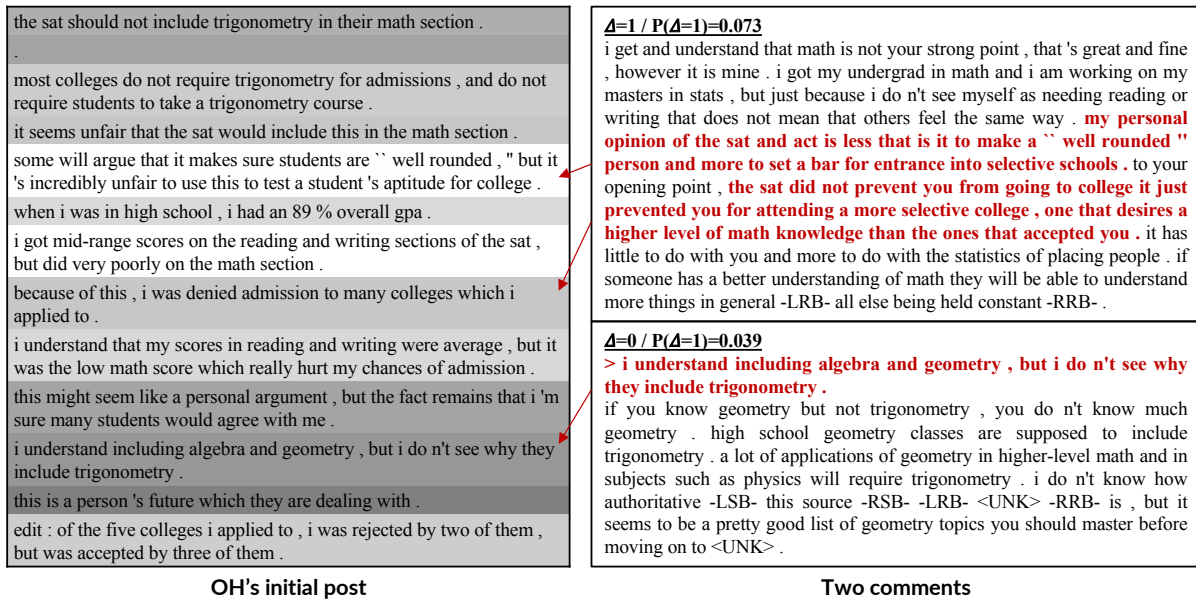 the sat should not include trigonometry in their math section .
.
most colleges do not require trigonometry for admissions , and do not
require students to take a trigonometry course .
it seems unfair that the sat would include this in the math section .
some will argue that it makes sure students are `` well rounded , '' but it
's incredibly unfair to use this to test a student 's aptitude for college .
when i was in high school , i had an 89 % overall gpa .
i got mid-range scores on the reading and writing sections of the sat ,
but did very poorly on the math section .
because of this , i was denied admission to many colleges which i
applied to .
i understand that my scores in reading and writing were average , but it
was the low math score which really hurt my chances of admission .
this might seem like a personal argument , but the fact remains that i 'm
sure many students would agree with me .
i understand including algebra and geometry , but i do n't see why they
include trigonometry .
this is a person 's future which they are dealing with .
edit : of the five colleges i applied to , i was rejected by two of them ,
but was accepted by three of them .
OH's initial post
Δ=1 / P(Δ=1)=0.073
i get and understand that math is not your strong point , that 's great and fine
, however it is mine . i got my undergrad in math and i am working on my
masters in stats , but just because i do n't see myself as needing reading or
writing that does not mean that others feel the same way . my personal
opinion of the sat and act is less that is it to make a `` well rounded ''
person and more to set a bar for entrance into selective schools . to your
opening point , the sat did not prevent you from going to college it just
prevented you for attending a more selective college , one that desires a
higher level of math knowledge than the ones that accepted you . it has
little to do with you and more to do with the statistics of placing people . if
someone has a better understanding of math they will be able to understand
more things in general -LRB- all else being held constant -RRB- .
Δ=0 / P(Δ=1)=0.039
> i understand including algebra and geometry , but i do n't see why
they include trigonometry .
if you know geometry but not trigonometry , you do n't know much
geometry . high school geometry classes are supposed to include
trigonometry . a lot of applications of geometry in higher-level math and in
subjects such as physics will require trigonometry . i do n't know how
authoritative -LSB- this source -RSB- -LRB- <UNK> -RRB- is , but it
seems to be a pretty good list of geometry topics you should master before
moving on to <UNK> .
Two comments